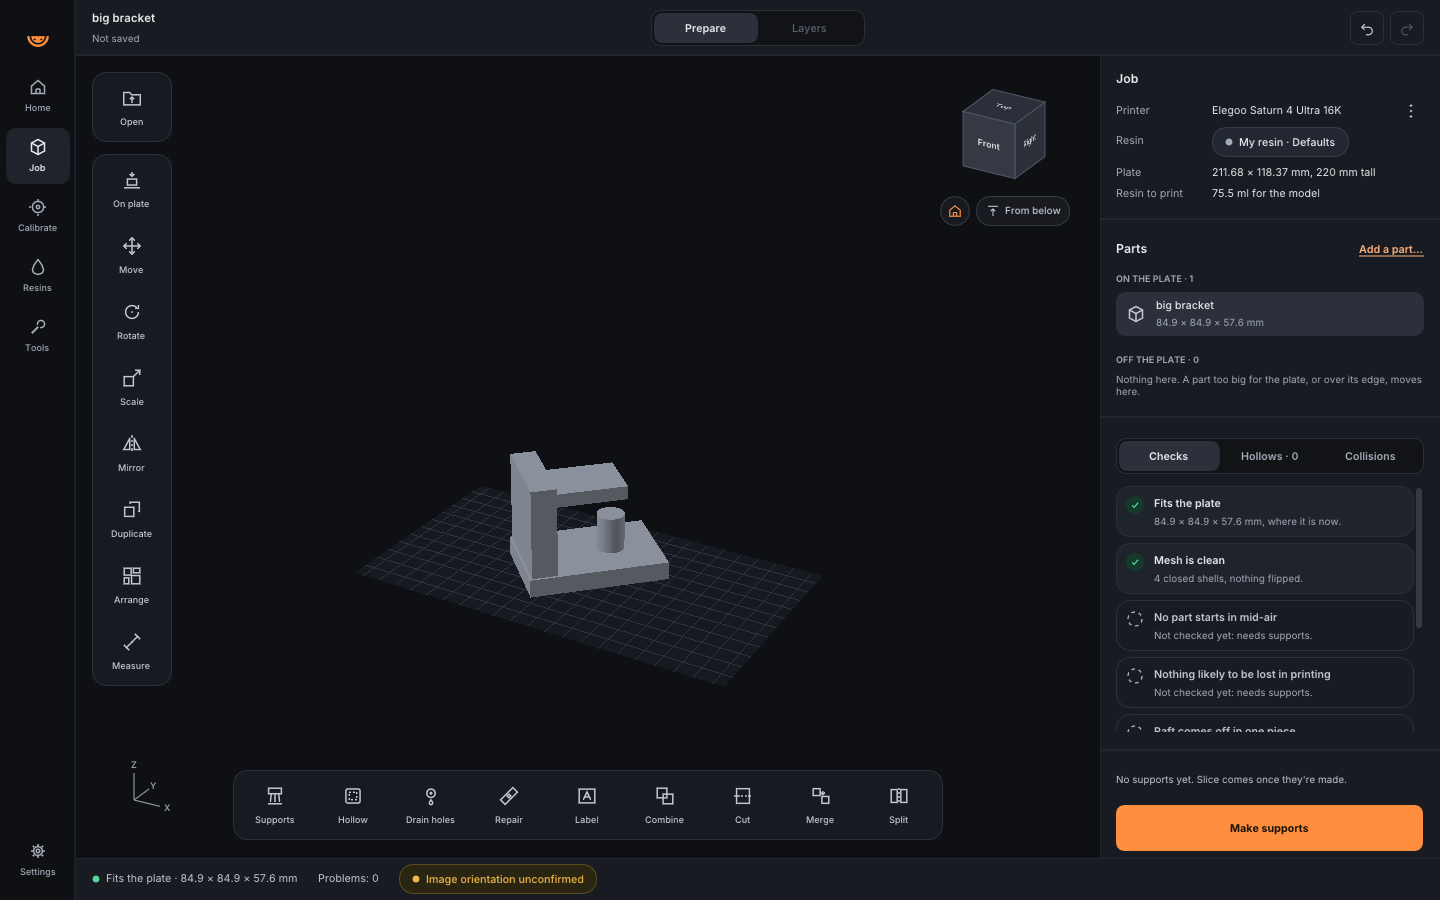 big bracket
Not saved
Prepare
Layers
Home
Job
Calibrate
Resins
Tools
Settings
Open
On plate
Move
Rotate
Scale
Mirror
Duplicate
Arrange
Measure
Top
Front
Right
From below
Z
Y
X
Supports
Hollow
Drain holes
Repair
Label
Combine
Cut
Merge
Split
Job
Printer
Elegoo Saturn 4 Ultra 16K
Resin
My resin · Defaults
Plate
211.68 × 118.37 mm, 220 mm tall
Resin to print
75.5 ml for the model
Parts
Add a part...
ON THE PLATE · 1
big bracket
84.9 × 84.9 × 57.6 mm
OFF THE PLATE · 0
Nothing here. A part too big for the plate, or over its edge, moves
here.
Checks
Hollows · 0
Collisions
Fits the plate
84.9 × 84.9 × 57.6 mm, where it is now.
Mesh is clean
4 closed shells, nothing flipped.
No part starts in mid-air
Not checked yet: needs supports.
Nothing likely to be lost in printing
Not checked yet: needs supports.
Raft comes off in one piece
No supports yet. Slice comes once they're made.
Make supports
Fits the plate · 84.9 × 84.9 × 57.6 mm
Problems: 0
Image orientation unconfirmed